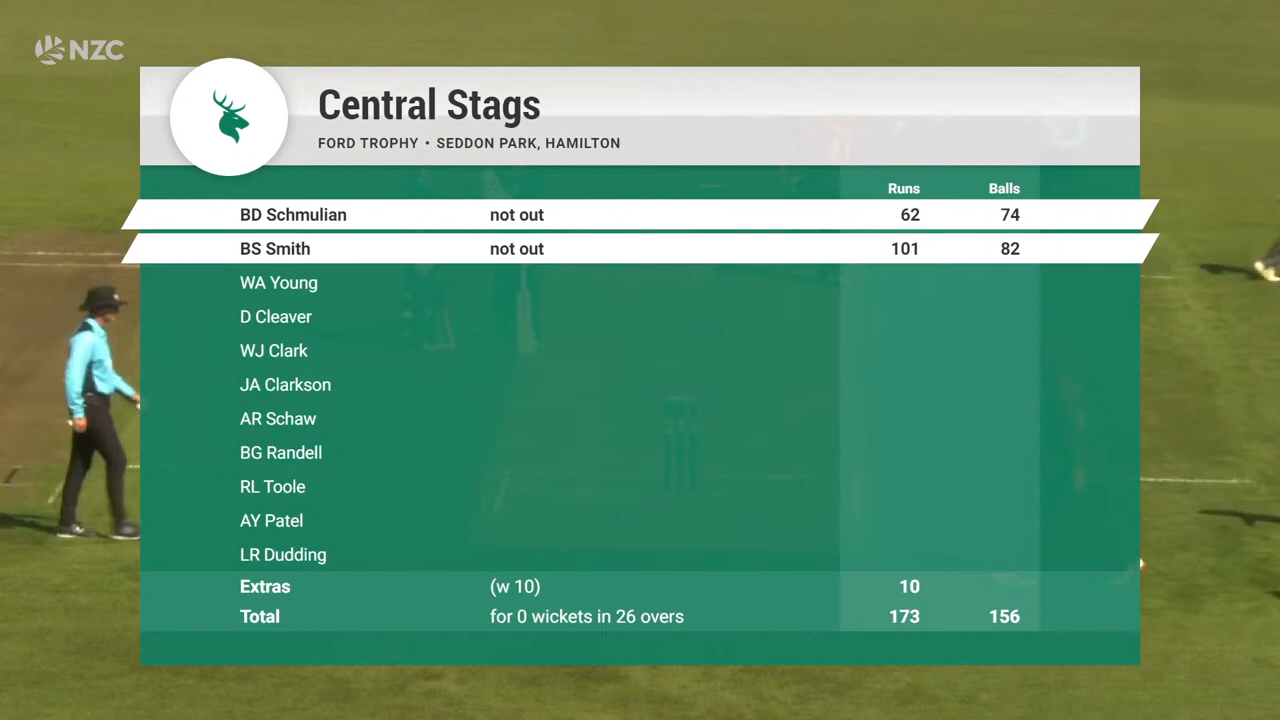 NZC
Central Stags
FORD TROPHY • SEDDON PARK, HAMILTON
Runs Balls
BD Schmulian not out 62 74
BS Smith not out 101 82
WA Young
D Cleaver
WJ Clark
JA Clarkson
AR Schaw
BG Randell
RL Toole
AY Patel
LR Dudding
Extras (w 10) 10
Total for 0 wickets in 26 overs 173 156